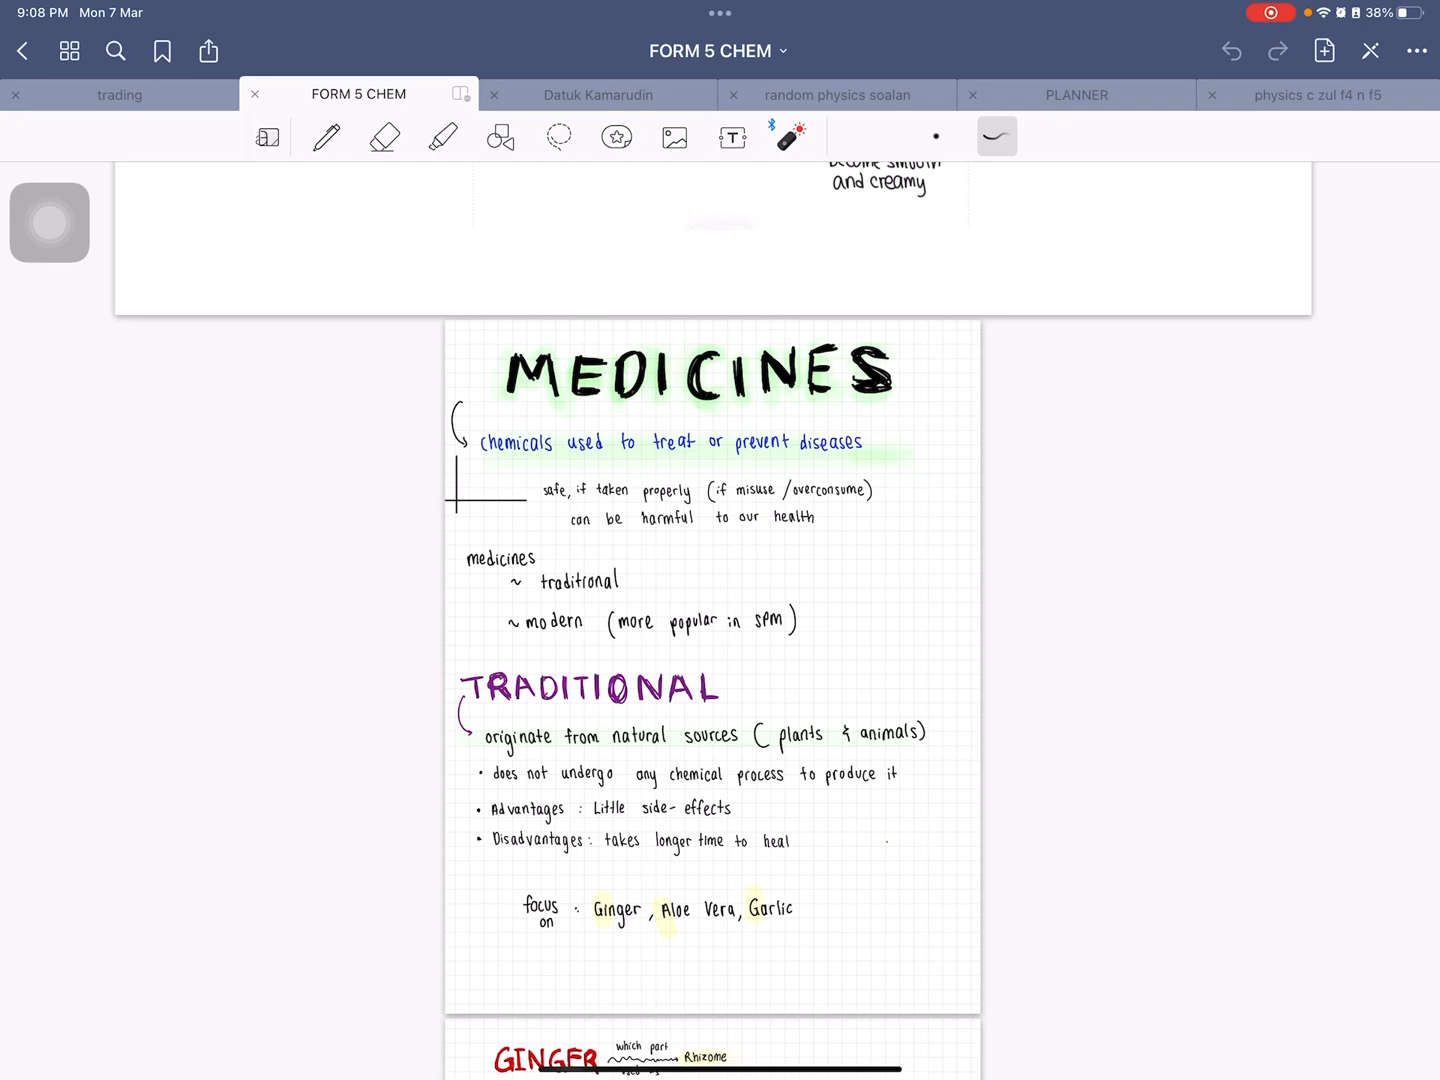 9:08 PM Mon 7 Mar
38%
FORM 5 CHEM
trading
FORM 5 CHEM
Datuk Kamarudin
random physics soalan
PLANNER
physics c zul f4 n f5
and creamy
MEDICINES
chemicals used to treat or prevent diseases
safe, if taken properly (if misuse /overconsume)
can be harmful to our health
medicines
~ traditional
~ modern (more popular in SPM)
TRADITIONAL
originate from natural sources ( plants & animals)
• does not undergo any chemical process to produce it
• Advantages : Little side-effects
• Disadvantages : takes longer time to heal
focus on : Ginger, Aloe Vera, Garlic
GINGER which part Rhizome